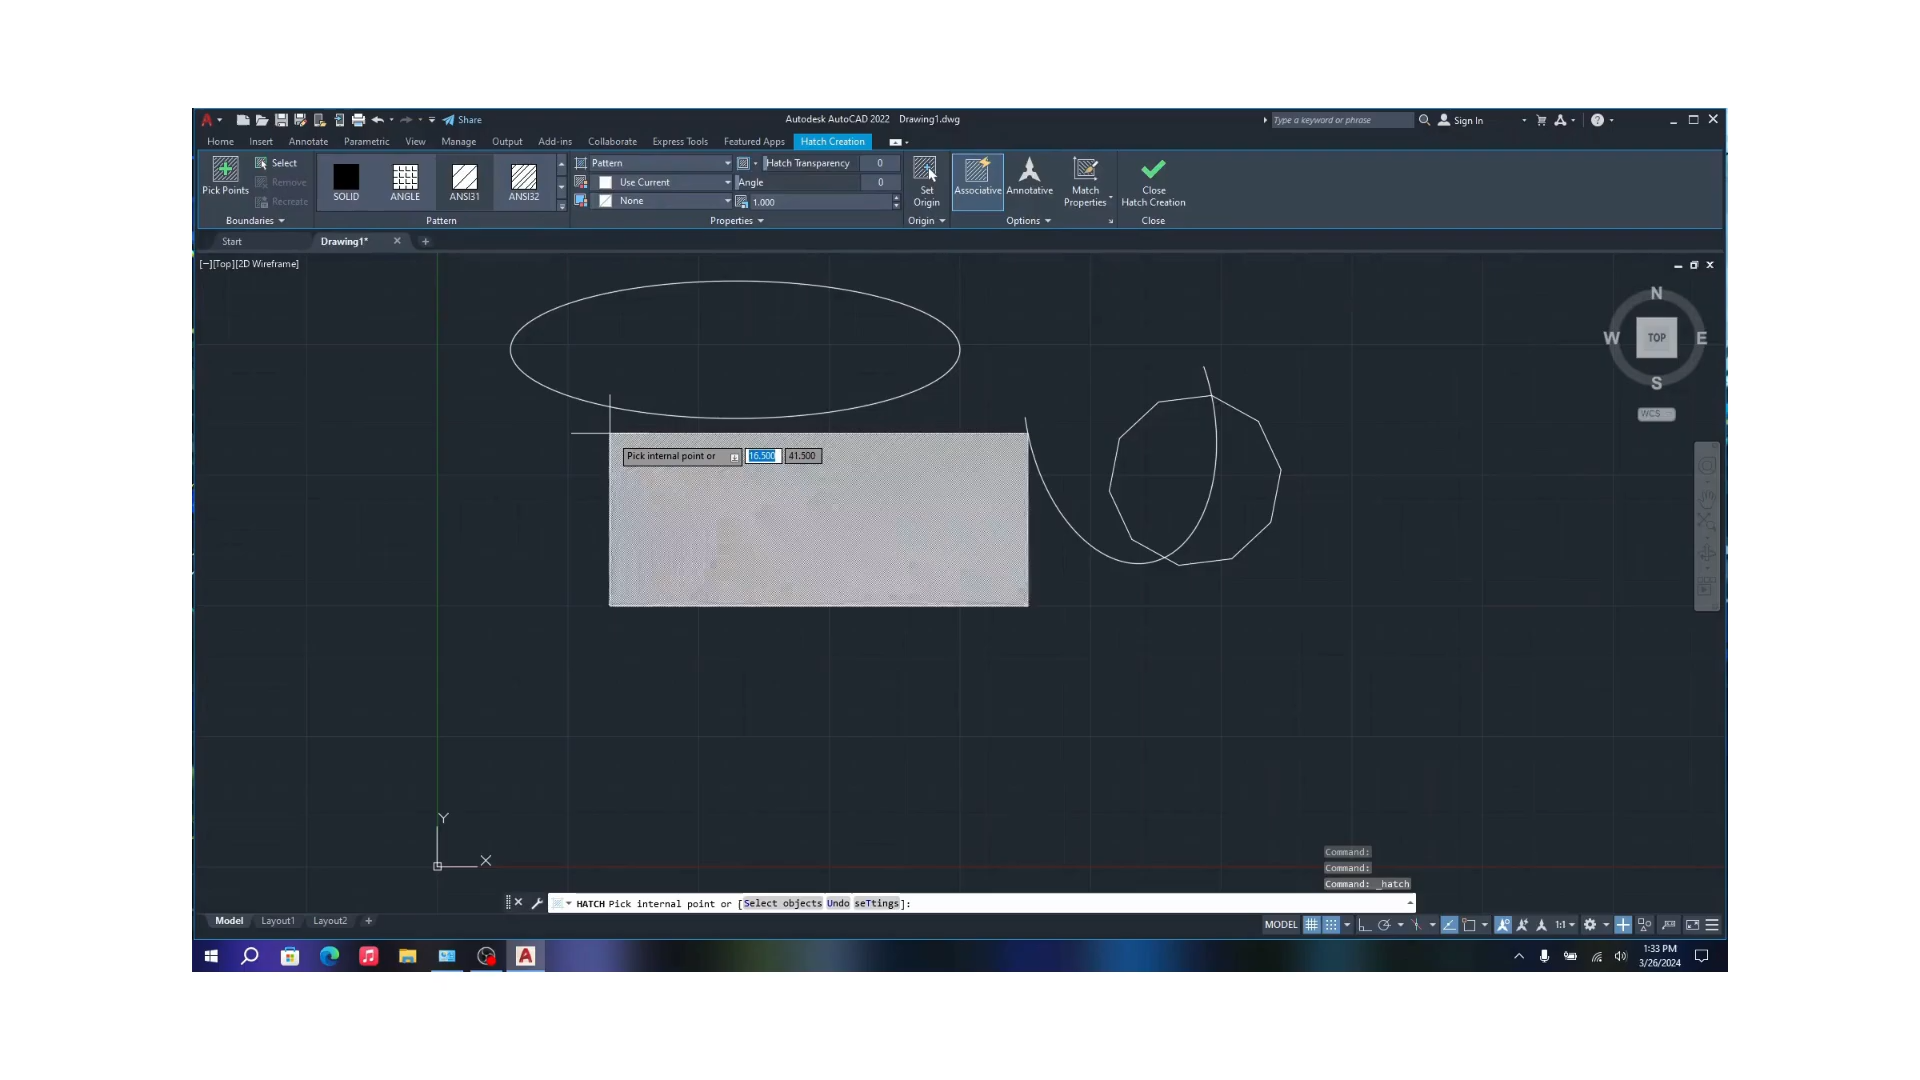 Share
Autodesk AutoCAD 2022 Drawing1.dwg
Type a keyword or phrase
Sign In
Home Insert Annotate Parametric View Manage Output Add-ins Collaborate Express Tools Featured Apps Hatch Creation
Pick Points
Select
Remove
Recreate
Boundaries
SOLID ANGLE ANSI31 ANSI32
Pattern
Pattern
Use Current
None
Hatch Transparency 0
Angle 0
1.000
Properties
Set
Origin
Origin
Associative
Annotative
Match
Properties
Options
Close
Hatch Creation
Close
Start Drawing1*
[−][Top][2D Wireframe]
N
W TOP E
S
WCS
Pick internal point or 16.500 41.500
Y
X
Command:
Command:
Command: _hatch
HATCH Pick internal point or [Select objects Undo seTtings]:
Model Layout1 Layout2
MODEL 1:1
1:33 PM
3/26/2024